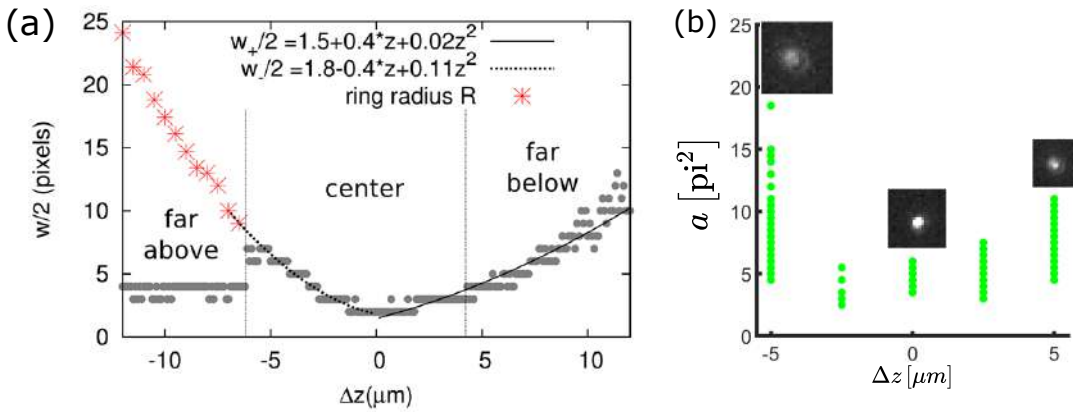 (a)
25
20
15
10
5
0
w/2 (pixels)
w₊/2 =1.5+0.4*z+0.02z²
w₋/2=1.8-0.4*z+0.11z²
ring radius R
far
above
center
far
below
-10
-5
0
5
10
Δz(μm)
(b)
25
20
15
10
5
0
a [pi²]
-5
0
5
Δz [μm]